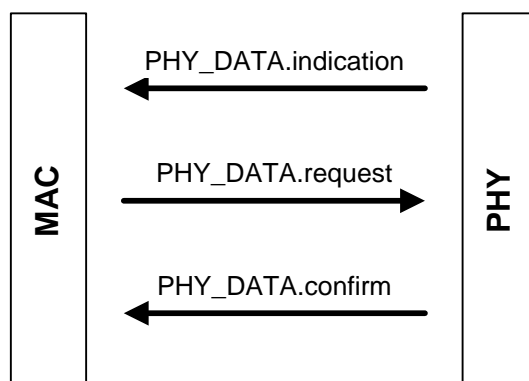 MAC
PHY_DATA.indication
PHY_DATA.request
PHY_DATA.confirm
PHY